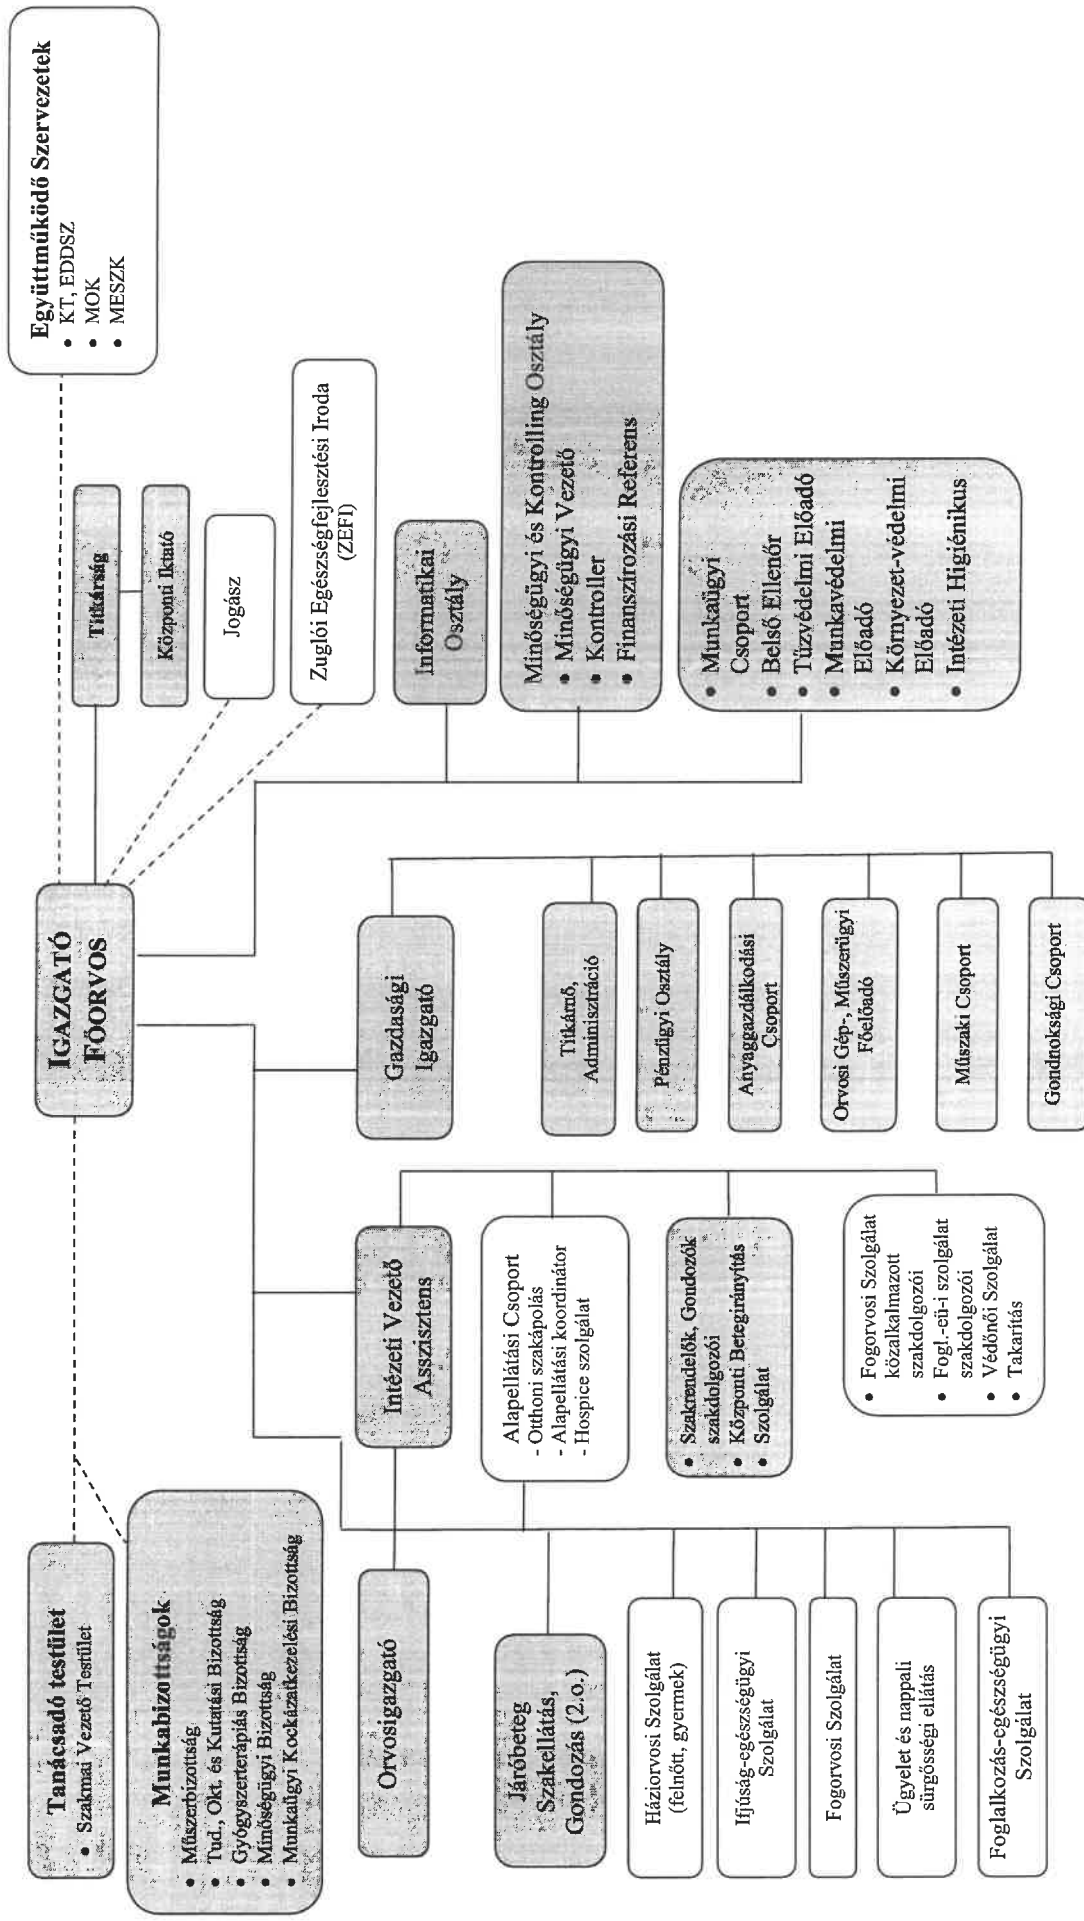 Együttműködő Szervezetek
• KT, EDDSZ
• MOK
• MESZK
IGAZGATÓ
FŐORVOS
Titkárság
Központi Iktató
Jogász
Zuglói Egészségfejlesztési Iroda
(ZEFI)
Tanácsadó testület
• Szakmai Vezető Testület
Munkabizottságok
• Műszerbizottság
• Tud., Okt. és Kutatási Bizottság
• Gyógyszerterápiás Bizottság
• Minőségügyi Bizottság
• Munkaügyi Kockázatkezelési Bizottság
Orvosigazgató
Intézeti Vezető
Asszisztens
Gazdasági
Igazgató
Informatikai
Osztály
Minőségügyi és Kontrolling Osztály
• Minőségügyi Vezető
• Kontroller
• Finanszírozási Referens
• Munkaügyi
Csoport
• Belső Ellenőr
• Tűzvédelmi Előadó
• Munkavédelmi
Előadó
• Környezet-védelmi
Előadó
• Intézeti Higiénikus
Járóbeteg
Szakellátás,
Gondozás (2.o.)
Háziorvosi Szolgálat
(felnőtt, gyermek)
Ifjúság-egészségügyi
Szolgálat
Fogorvosi Szolgálat
Ügyelet és nappali
sürgősségi ellátás
Foglalkozás-egészségügyi
Szolgálat
Alapellátási Csoport
- Otthoni szakápolás
- Alapellátási koordinátor
- Hospice szolgálat
• Szakrendelők, Gondozók
szakdolgozói
• Központi Betegirányítás
• Szolgálat
• Fogorvosi Szolgálat
közalkalmazott
szakdolgozói
• Fogl.-eü-i szolgálat
szakdolgozói
• Védőnői Szolgálat
• Takarítás
Titkárnő,
Adminisztráció
Pénzügyi Osztály
Anyaggazdálkodási
Csoport
Orvosi Gép-, Műszerügyi
Főelőadó
Műszaki Csoport
Gondnoksági Csoport